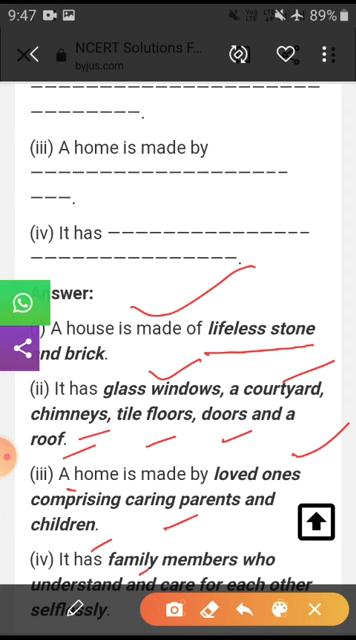 9:47 89%
NCERT Solutions F...
byjus.com
(iii) A home is made by
(iv) It has
Answer:
A house is made of lifeless stone
and brick.
(ii) It has glass windows, a courtyard,
chimneys, tile floors, doors and a
roof.
(iii) A home is made by loved ones
comprising caring parents and
children.
(iv) It has family members who
understand and care for each other
selflessly.